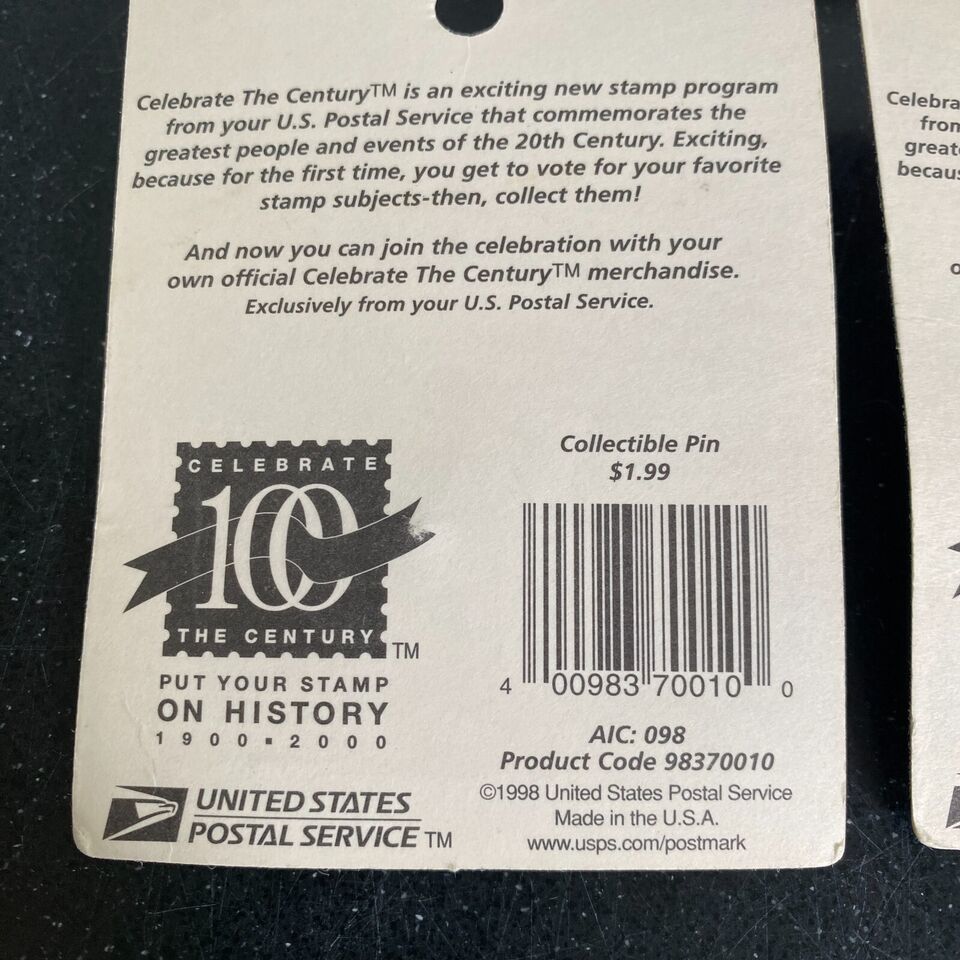 Celebrate The Century™ is an exciting new stamp program
from your U.S. Postal Service that commemorates the
greatest people and events of the 20th Century. Exciting,
because for the first time, you get to vote for your favorite
stamp subjects-then, collect them!
And now you can join the celebration with your
own official Celebrate The Century™ merchandise.
Exclusively from your U.S. Postal Service.
CELEBRATE
100
THE CENTURY
™
PUT YOUR STAMP
ON HISTORY
1900▪2000
UNITED STATES
POSTAL SERVICE™
Collectible Pin
$1.99
4 00983 70010 0
AIC: 098
Product Code 98370010
©1998 United States Postal Service
Made in the U.S.A.
www.usps.com/postmark
Celebra
from
great
becaus